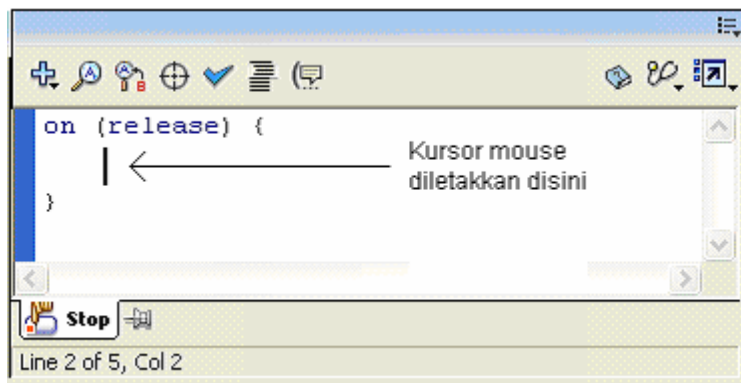 on (release) {
Kursor mouse
diletakkan disini
}
Stop
Line 2 of 5, Col 2